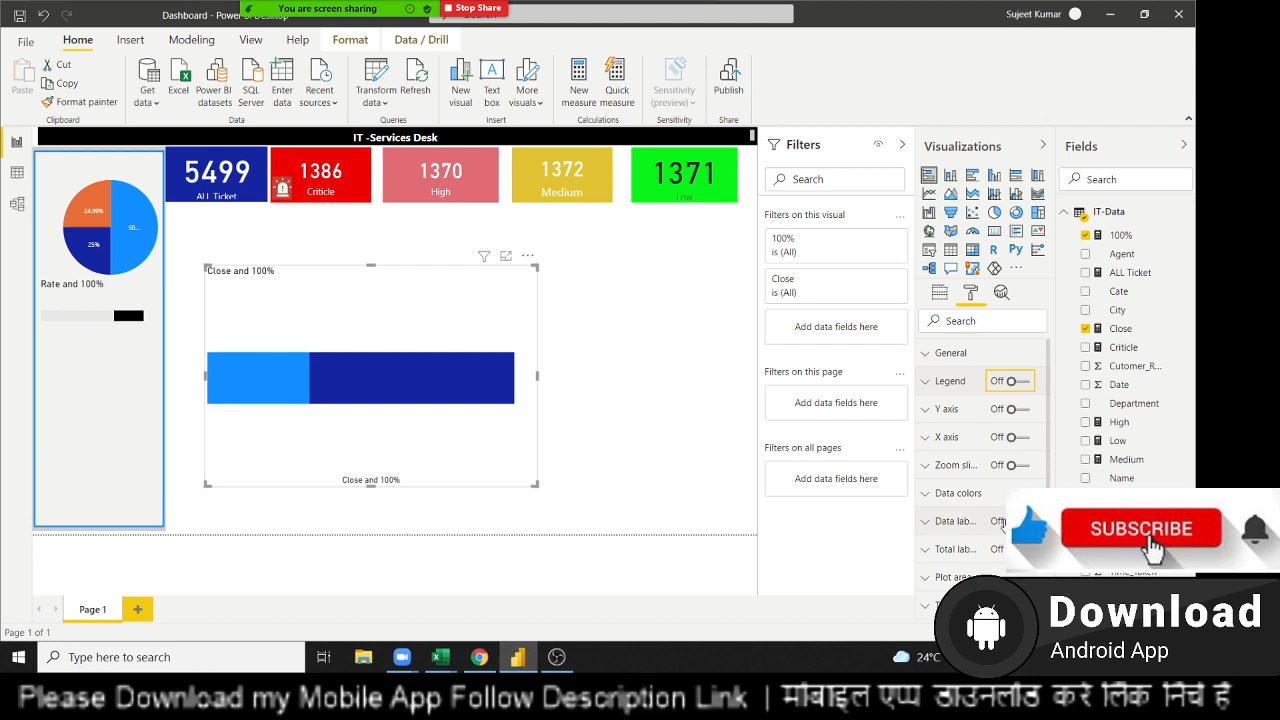 Dashboard - Power BI Desktop
You are screen sharing
Stop Share
Search
Sujeet Kumar
File
Home
Insert
Modeling
View
Help
Format
Data / Drill
Paste
Cut
Copy
Format painter
Clipboard
Get data
Excel
Power BI datasets
SQL Server
Enter data
Recent sources
Data
Transform data
Refresh
Queries
New visual
Text box
More visuals
Insert
New measure
Quick measure
Calculations
Sensitivity (preview)
Sensitivity
Publish
Share
IT -Services Desk
5499
ALL Ticket
1386
Criticle
1370
High
1372
Medium
1371
Low
24.99%
25%
50...
Rate and 100%
Close and 100%
Close and 100%
Filters
Search
Filters on this visual
100%
is (All)
Close
is (All)
Add data fields here
Filters on this page
Add data fields here
Filters on all pages
Add data fields here
Visualizations
R
Py
Search
General
Legend Off
Y axis Off
X axis Off
Zoom sli... Off
Data colors
Data lab... Off
Total lab... Off
Plot area
Fields
Search
IT-Data
100%
Agent
ALL Ticket
Cate
City
Close
Criticle
Cutomer_R...
Date
Department
High
Low
Medium
Name
Time_Taken
SUBSCRIBE
Download
Android App
Page 1
Page 1 of 1
Type here to search
24°C
Please Download my Mobile App Follow Description Link | मोबाइल एप्प डाउनलोड करे लिंक निचे है